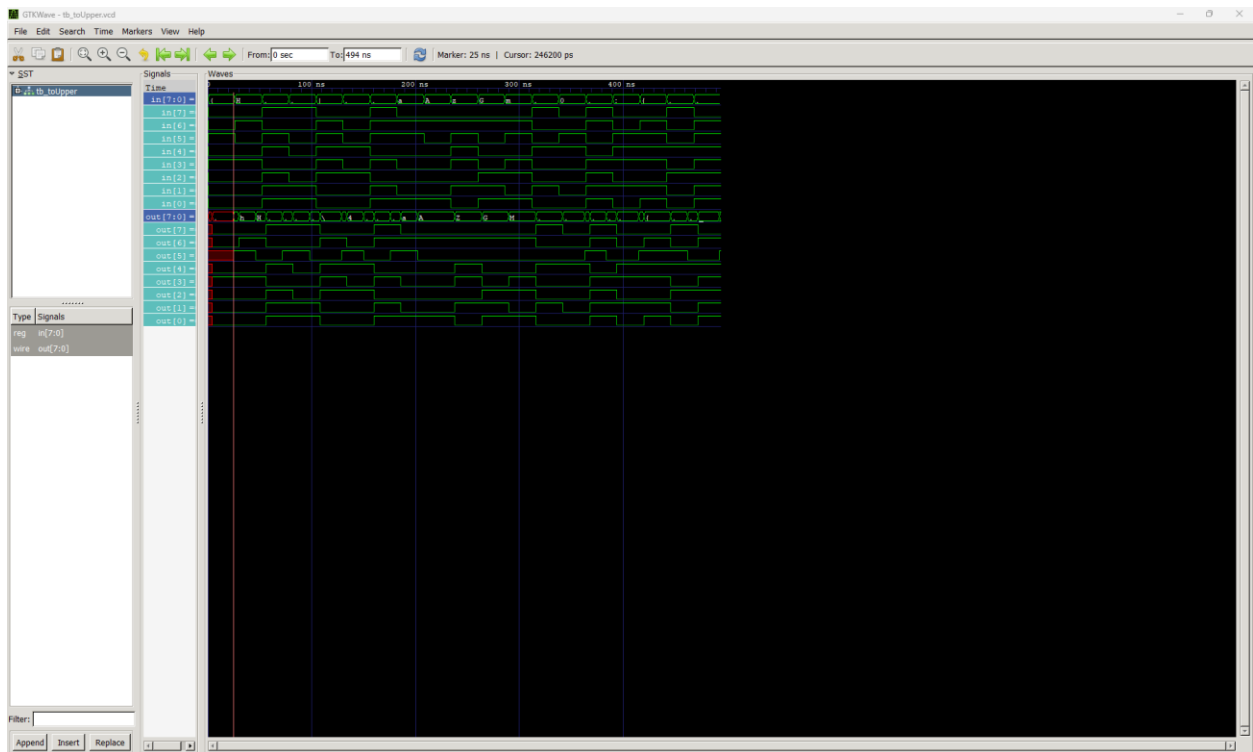 GTKWave - tb_toUpper.vcd
File Edit Search Time Markers View Help
From: 0 sec To: 494 ns Marker: 25 ns | Cursor: 246200 ps
SST
tb_toUpper
Type Signals
reg in[7:0]
wire out[7:0]
Filter:
Append Insert Replace
Signals
Time
in[7:0] =
in[7] =
in[6] =
in[5] =
in[4] =
in[3] =
in[2] =
in[1] =
in[0] =
out[7:0] =
out[7] =
out[6] =
out[5] =
out[4] =
out[3] =
out[2] =
out[1] =
out[0] =
Waves
100 ns 200 ns 300 ns 400 ns
( H . . | . . a A z G m . 0 . ; [ . .
h H . . . \ 4 . . . a A Z G M